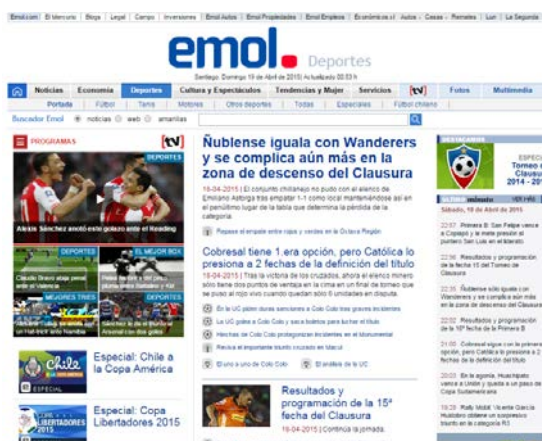 Emol.com | El Mercurio | Blogs | Legal | Campo | Inversiones | Emol Autos | Emol Propiedades | Emol Empleos | Económicos.cl Autos - Casas - Remates | Lun | La Segunda
emol.
Deportes
Santiago, Domingo 19 de Abril de 2015| Actualizado 00:53 h
Noticias Economía Deportes Cultura y Espectáculos Tendencias y Mujer Servicios [tv] Fotos Multimedia
Portada | Fútbol | Tenis | Motores | Otros deportes | Todas | Especiales | Fútbol chileno
Buscador Emol noticias web amarillas
PROGRAMAS [tv]
DEPORTES
Alexis Sánchez anotó este golazo ante el Reading
DEPORTES
Claudio Bravo ataja penal ante el Valencia
EL MEJOR BOX
MEJORES TRIES
DEPORTES
Arsenal con dos goles
chile
ESPECIAL
Especial: Chile a la Copa América
COPA LIBERTADORES 2015
Especial: Copa Libertadores 2015
Ñublense iguala con Wanderers y se complica aún más en la zona de descenso del Clausura
18-04-2015 | El conjunto chillanejo no pudo con el elenco de Emiliano Astorga tras empatar 1-1 como local manteniéndose así en el penúltimo lugar de la tabla que determina la pérdida de la categoría.
Repase el empate entre rojos y verdes en la Octava Región
Cobresal tiene 1 era opción, pero Católica lo presiona a 2 fechas de la definición del título
18-04-2015 | Tras la victoria de los cruzados, ahora el elenco minero sólo tiene dos puntos de ventaja en la cima en un final de torneo que se puso al rojo vivo cuando quedan sólo 6 unidades en disputa.
En la UC piden duras sanciones a Colo Colo tras graves incidentes
La UC golea a Colo Colo y saca boletos para luchar el título
Hinchas de Colo Colo protagonizan incidentes en el Monumental
Revisa el importante triunfo cruzado en Macul
El uno a uno de Colo Colo El análisis de la UC
Resultados y programación de la 15ª fecha del Clausura
18-04-2015 | Continúa la jornada.
DESTACAMOS
ESPECIAL
Torneo
Clausura
2014 - 201
VER MÁS
Sábado, 18 de Abril de 2015
22:57 Primera B: San Felipe vence a Copiapó y le mete presión al puntero San Luis en el liderato
22:56 Resultados y programación de la fecha 15 del Torneo de Clausura
22:35 Ñublense sólo iguala con Wanderers y se complica aún más en la zona de descenso del Clausura
22:02 Resultados y programación de la 16ª fecha de la Primera B
21:00 Cobresal sigue con la primera opción, pero Católica lo presiona a 2 fechas de la definición del título
20:05 En la agonía, Huachipato vence a Unión y queda a un paso de Copa Sudamericana
19:28 Rally Mobil: Vicente García Huidobro obtiene un sorpresivo triunfo en la categoría R3